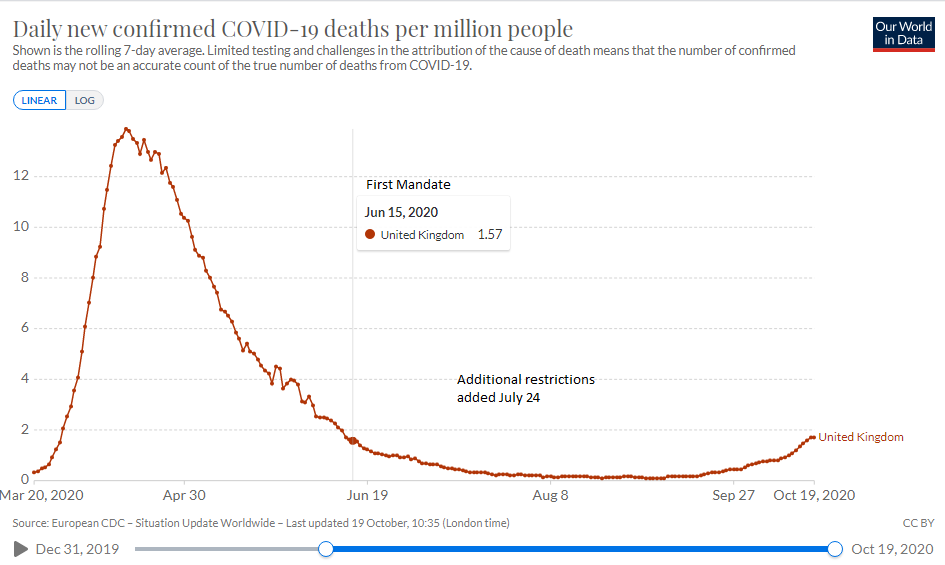 Daily new confirmed COVID-19 deaths per million people
Our World
in Data
Shown is the rolling 7-day average. Limited testing and challenges in the attribution of the cause of death means that the number of confirmed
deaths may not be an accurate count of the true number of deaths from COVID-19.
LINEAR LOG
12
10
8
6
4
2
0
First Mandate
Jun 15, 2020
United Kingdom 1.57
Additional restrictions
added July 24
United Kingdom
Mar 20, 2020 Apr 30 Jun 19 Aug 8 Sep 27 Oct 19, 2020
Source: European CDC – Situation Update Worldwide – Last updated 19 October, 10:35 (London time) CC BY
Dec 31, 2019 Oct 19, 2020